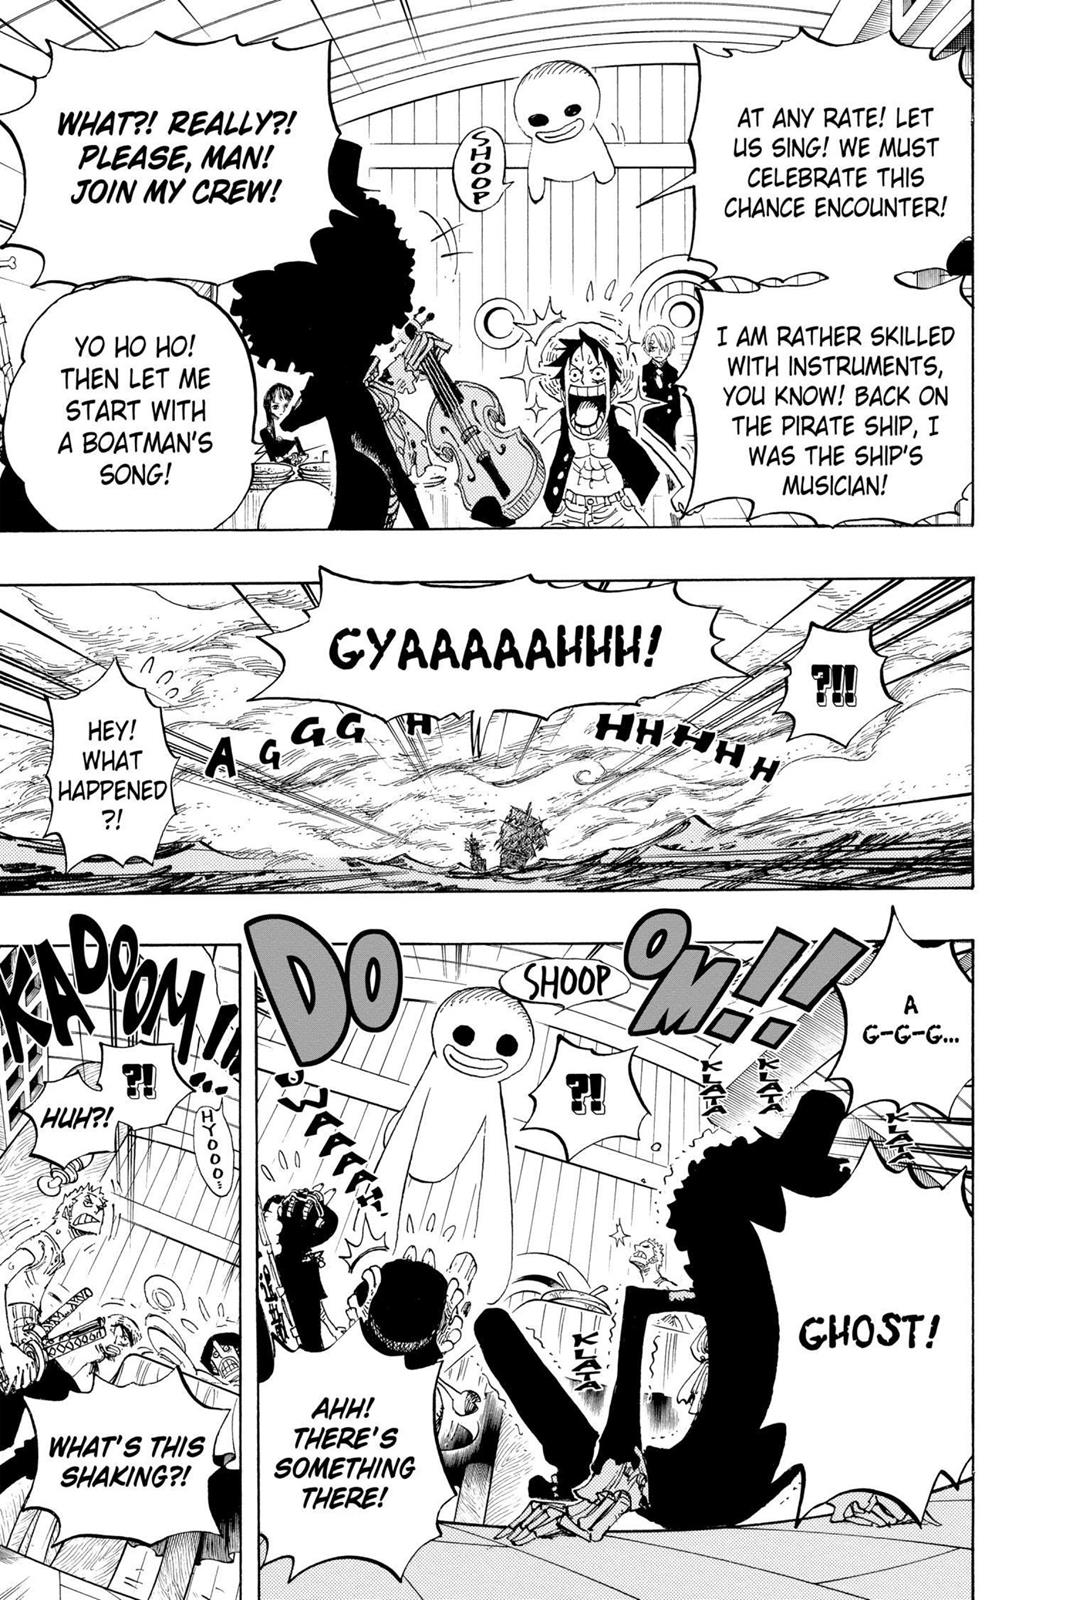 AT ANY RATE! LET
US SING! WE MUST
CELEBRATE THIS
CHANCE ENCOUNTER!
I AM RATHER SKILLED
WITH INSTRUMENTS,
YOU KNOW! BACK ON
THE PIRATE SHIP, I
WAS THE SHIP'S
MUSICIAN!
SHOOP
WHAT?! REALLY?!
PLEASE, MAN!
JOIN MY CREW!
YO HO HO!
THEN LET ME
START WITH
A BOATMAN'S
SONG!
?!!
GYAAAAAAHHH!
AGGGH
HHHHHH
HEY!
WHAT
HAPPENED
?!
A
G-G-G...
GHOST!
KLATA
KLATA
KLATA
DOOM!!
SHOOP
?!
KLATA
UWAAAAH
AHH!
THERE'S
SOMETHING
THERE!
KADOOM!!
?!
HUH?!
HYOOO...
WHAT'S THIS
SHAKING?!